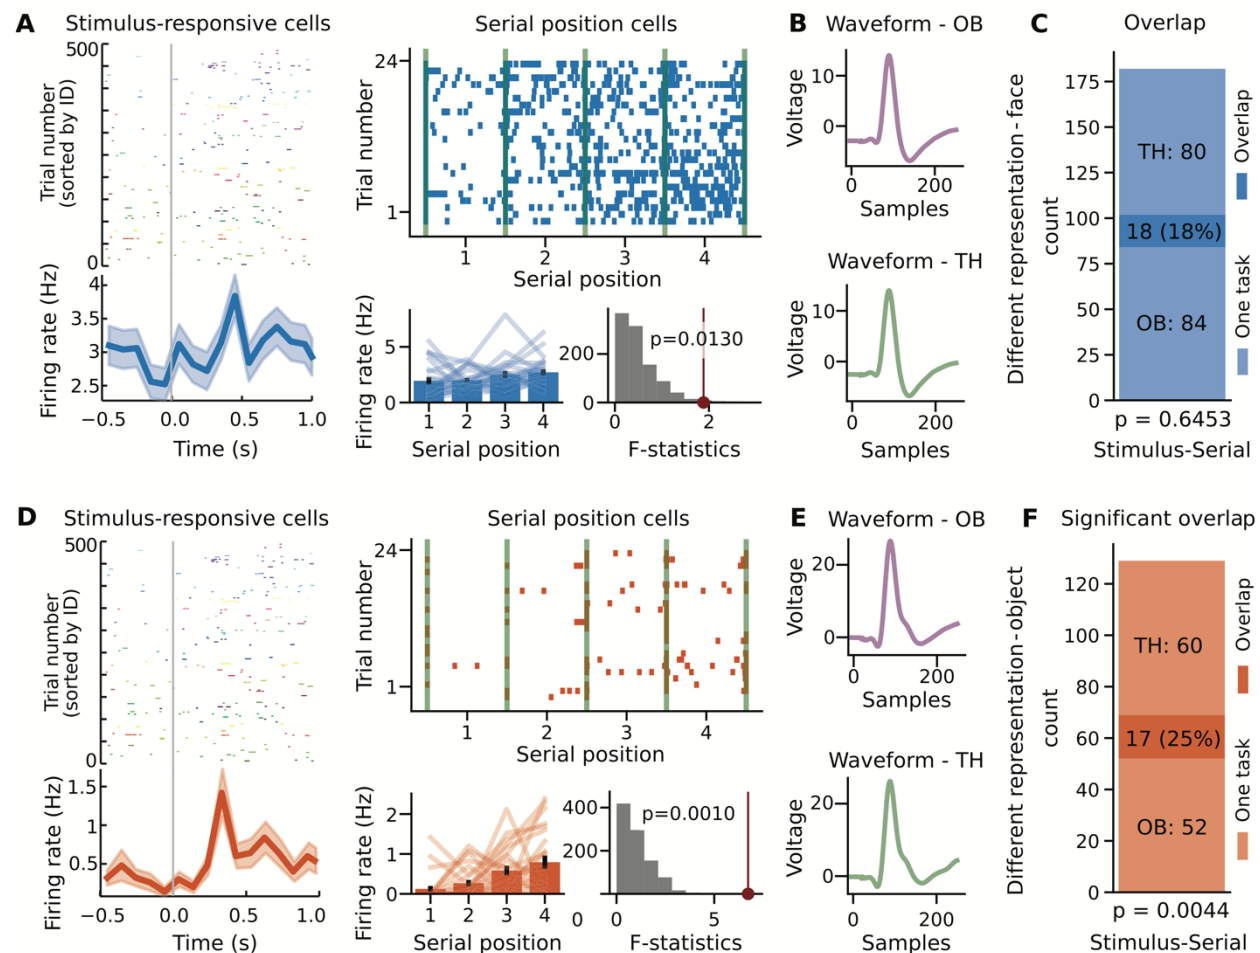 A
Stimulus-responsive cells
500
Trial number
(sorted by ID)
0
4
3.5
3
2.5
Firing rate (Hz)
−0.5 0.0 0.5 1.0
Time (s)
Serial position cells
24
Trial number
1
1 2 3 4
Serial position
5
0
Firing rate (Hz)
1 2 3 4
Serial position
p=0.0130
200
0
0 2
F-statistics
B
Waveform - OB
10
0
Voltage
0 200
Samples
Waveform - TH
10
0
Voltage
0 200
Samples
C
Overlap
175
150
125
100
75
50
25
0
Different representation - face
count
TH: 80
18 (18%)
OB: 84
Overlap
One task
p = 0.6453
Stimulus-Serial
D
Stimulus-responsive cells
500
Trial number
(sorted by ID)
0
1.5
1
0.5
Firing rate (Hz)
−0.5 0.0 0.5 1.0
Time (s)
Serial position cells
24
Trial number
1
1 2 3 4
Serial position
2
1
0
Firing rate (Hz)
1 2 3 4
Serial position
p=0.0010
400
200
0
0 5
F-statistics
E
Waveform - OB
20
0
Voltage
0 200
Samples
Waveform - TH
20
0
Voltage
0 200
Samples
F
Significant overlap
120
100
80
60
40
20
0
Different representation - object
count
TH: 60
17 (25%)
OB: 52
Overlap
One task
p = 0.0044
Stimulus-Serial